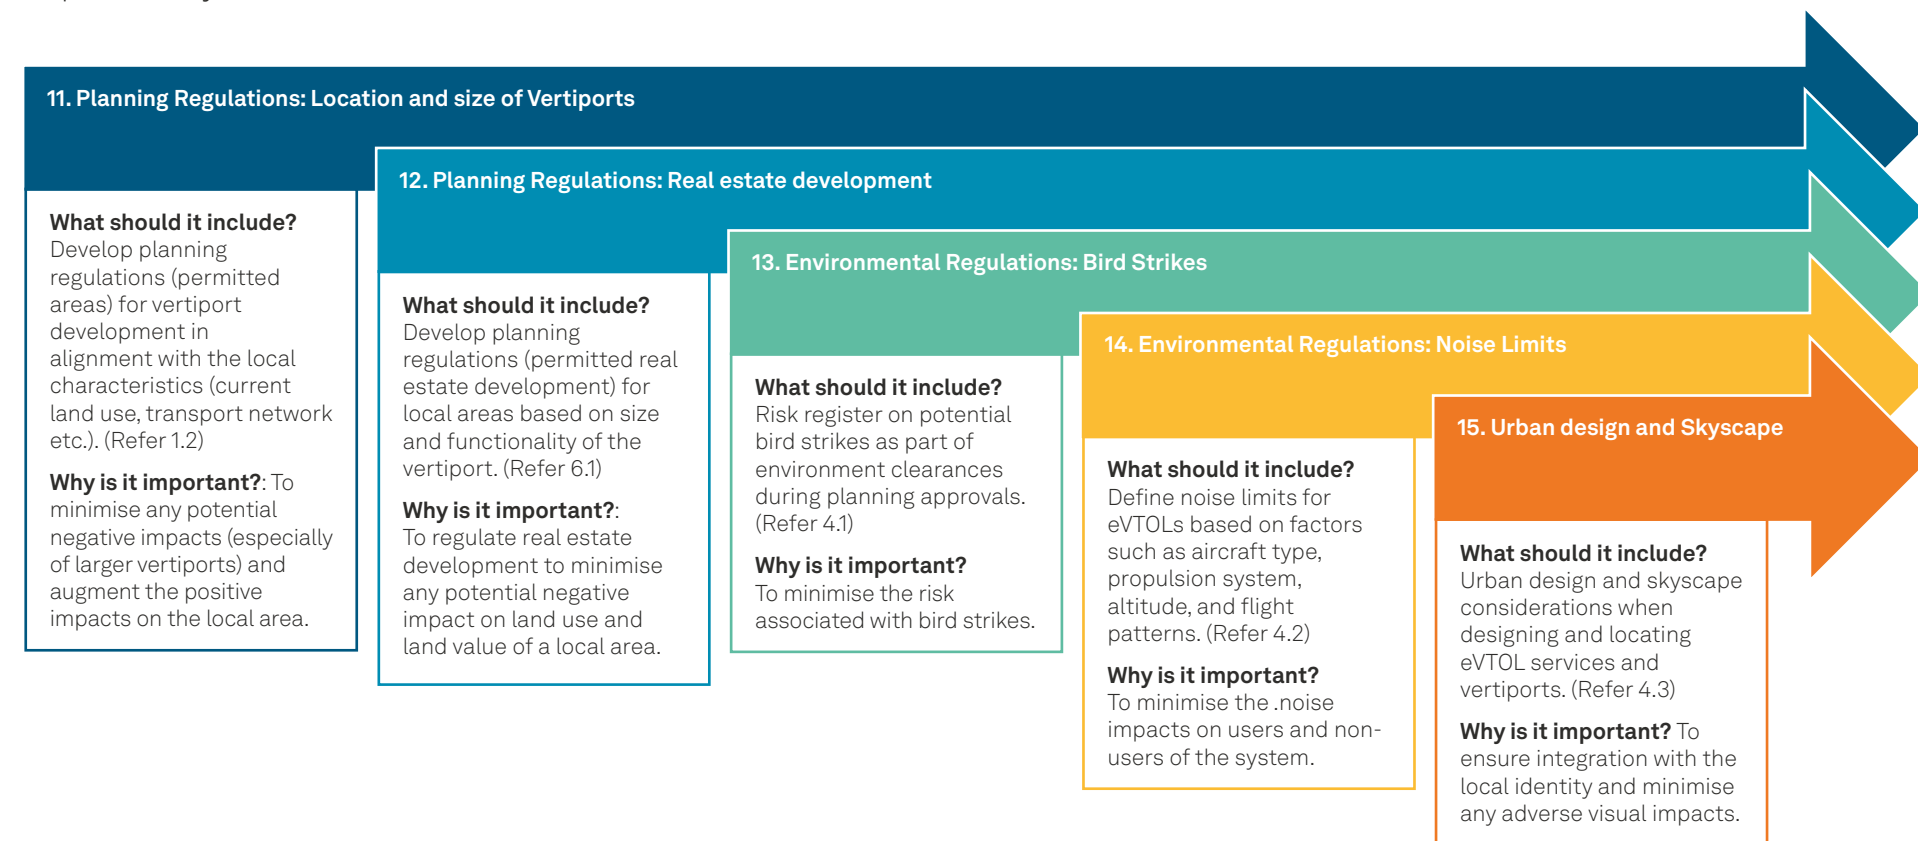 11. Planning Regulations: Location and size of Vertiports
What should it include?
Develop planning
regulations (permitted
areas) for vertiport
development in
alignment with the local
characteristics (current
land use, transport network
etc.). (Refer 1.2)
Why is it important?: To
minimise any potential
negative impacts (especially
of larger vertiports) and
augment the positive
impacts on the local area.
12. Planning Regulations: Real estate development
What should it include?
Develop planning
regulations (permitted real
estate development) for
local areas based on size
and functionality of the
vertiport. (Refer 6.1)
Why is it important?:
To regulate real estate
development to minimise
any potential negative
impact on land use and
land value of a local area.
13. Environmental Regulations: Bird Strikes
What should it include?
Risk register on potential
bird strikes as part of
environment clearances
during planning approvals.
(Refer 4.1)
Why is it important?
To minimise the risk
associated with bird strikes.
14. Environmental Regulations: Noise Limits
What should it include?
Define noise limits for
eVTOLs based on factors
such as aircraft type,
propulsion system,
altitude, and flight
patterns. (Refer 4.2)
Why is it important?
To minimise the .noise
impacts on users and non-
users of the system.
15. Urban design and Skyscape
What should it include?
Urban design and skyscape
considerations when
designing and locating
eVTOL services and
vertiports. (Refer 4.3)
Why is it important? To
ensure integration with the
local identity and minimise
any adverse visual impacts.